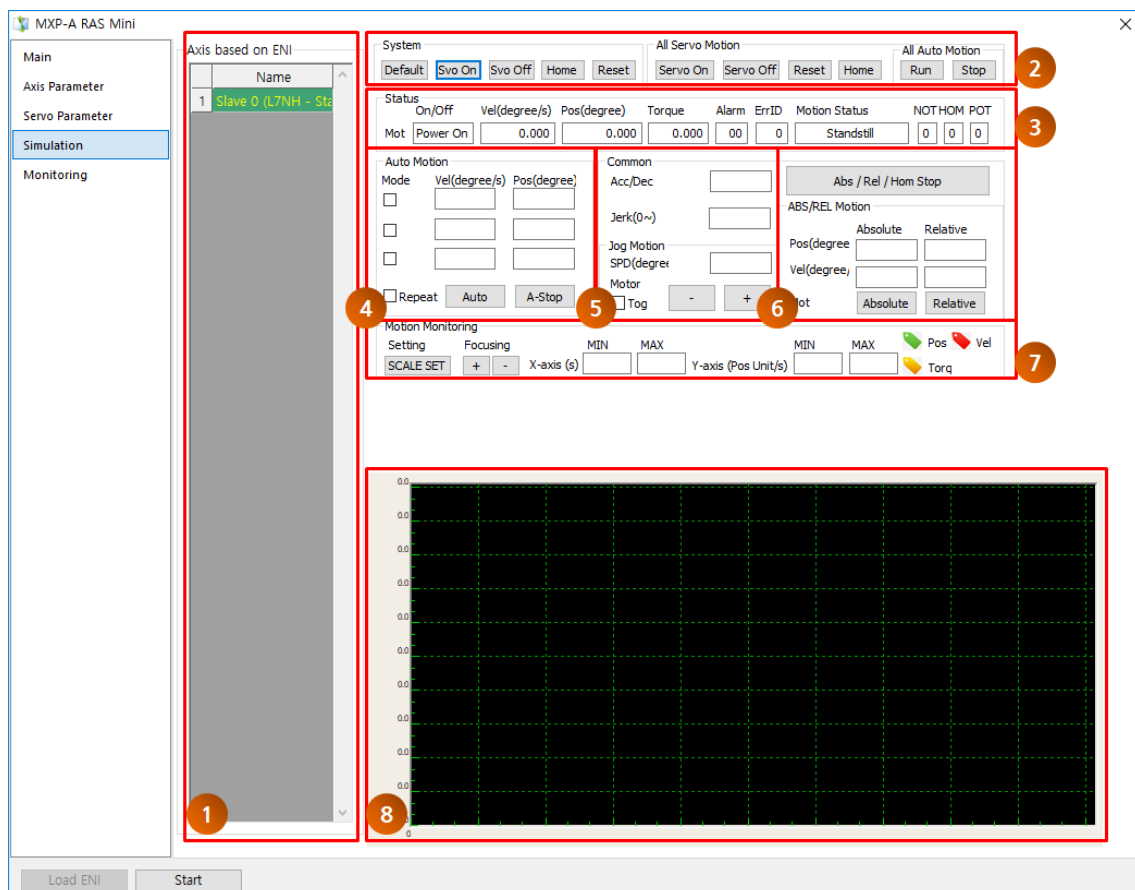 MXP-A RAS Mini
Main
Axis Parameter
Servo Parameter
Simulation
Monitoring
Axis based on ENI
Name
1 Slave 0 (L7NH - Sta
1
System
Default Svo On Svo Off Home Reset
All Servo Motion
Servo On Servo Off Reset Home
All Auto Motion
Run Stop
2
Status
On/Off Vel(degree/s) Pos(degree) Torque Alarm ErrID Motion Status NOT HOM POT
Mot Power On 0.000 0.000 0.000 00 0 Standstill 0 0 0
3
Auto Motion
Mode Vel(degree/s) Pos(degree)
Repeat Auto A-Stop
4
Common
Acc/Dec
Jerk(0~)
Jog Motion
SPD(degree
Motor
Tog - +
5
Abs / Rel / Hom Stop
ABS/REL Motion
Absolute Relative
Pos(degree
Vel(degree/
Absolute Relative
6
Motion Monitoring
Setting Focusing MIN MAX MIN MAX Pos Vel
SCALE SET + - X-axis (s) Y-axis (Pos Unit/s) Torq
7
0.0
0.0
0.0
0.0
0.0
0.0
0.0
0.0
0.0
0.0
0
8
Load ENI Start